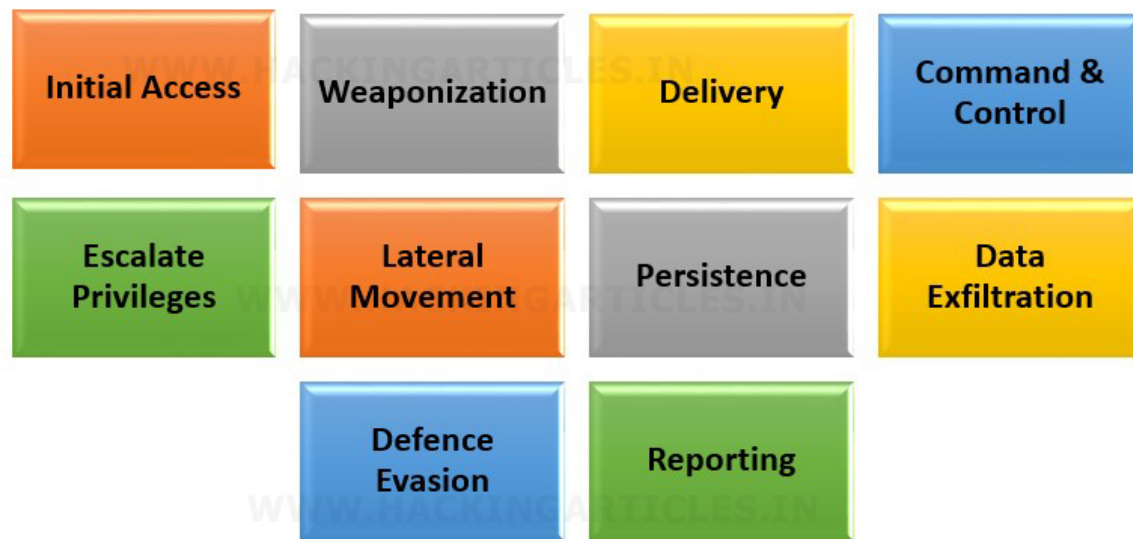 Initial Access
Weaponization
Delivery
Command &
Control
Escalate
Privileges
Lateral
Movement
Persistence
Data
Exfiltration
Defence
Evasion
Reporting
WWW.HACKINGARTICLES.IN
WWW.HACKINGARTICLES.IN
WWW.HACKINGARTICLES.IN